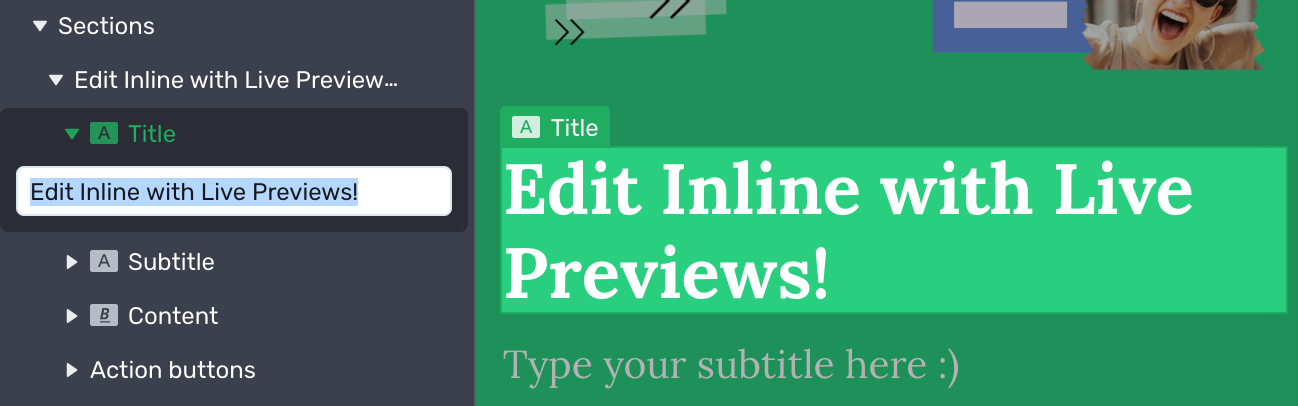 Sections
Edit Inline with Live Preview...
A Title
Edit Inline with Live Previews!
A Subtitle
B Content
Action buttons
A Title
Edit Inline with Live
Previews!
Type your subtitle here :)